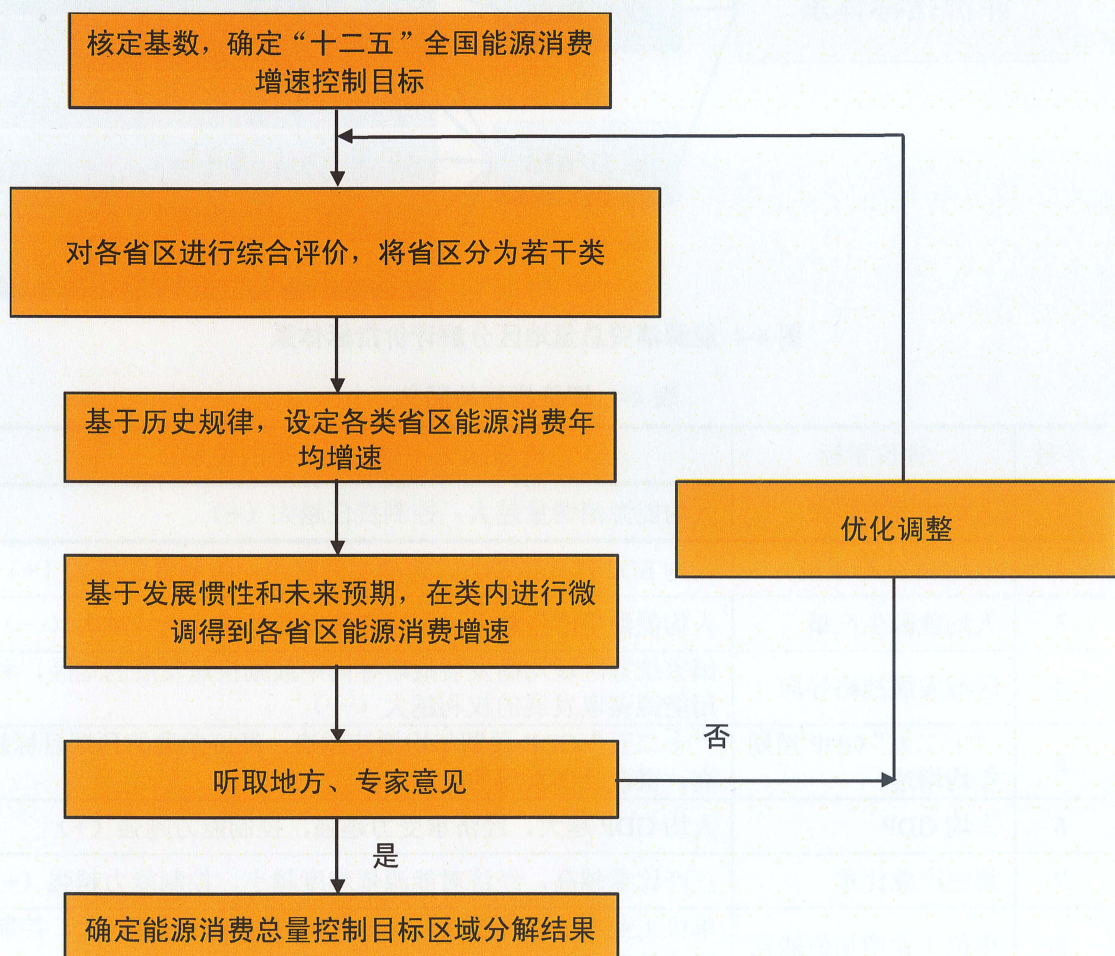 核定基数，确定“十二五”全国能源消费
增速控制目标
对各省区进行综合评价，将省区分为若干类
基于历史规律，设定各类省区能源消费年
均增速
优化调整
基于发展惯性和未来预期，在类内进行微
调得到各省区能源消费增速
否
听取地方、专家意见
是
确定能源消费总量控制目标区域分解结果